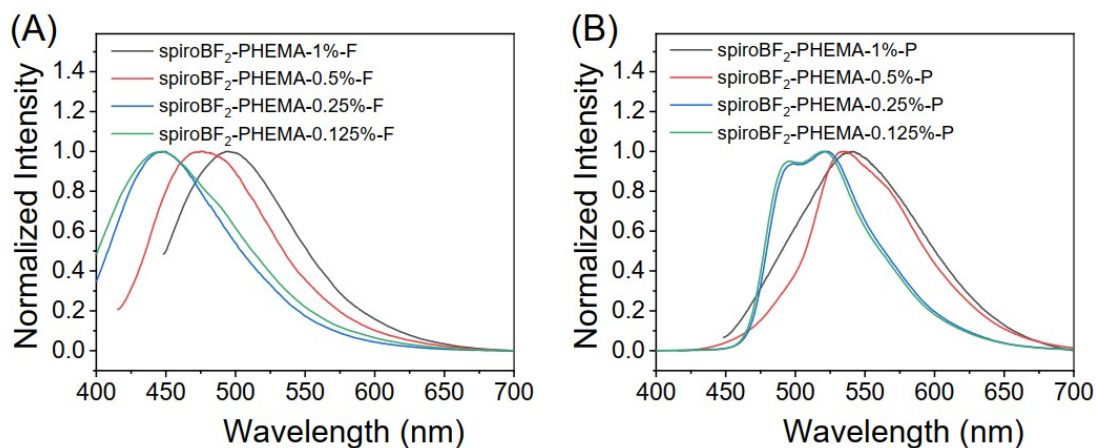 (A)
spiroBF₂-PHEMA-1%-F
spiroBF₂-PHEMA-0.5%-F
spiroBF₂-PHEMA-0.25%-F
spiroBF₂-PHEMA-0.125%-F
Normalized Intensity
1.4
1.2
1.0
0.8
0.6
0.4
0.2
0.0
400 450 500 550 600 650 700
Wavelength (nm)
(B)
spiroBF₂-PHEMA-1%-P
spiroBF₂-PHEMA-0.5%-P
spiroBF₂-PHEMA-0.25%-P
spiroBF₂-PHEMA-0.125%-P
Normalized Intensity
1.4
1.2
1.0
0.8
0.6
0.4
0.2
0.0
400 450 500 550 600 650 700
Wavelength (nm)